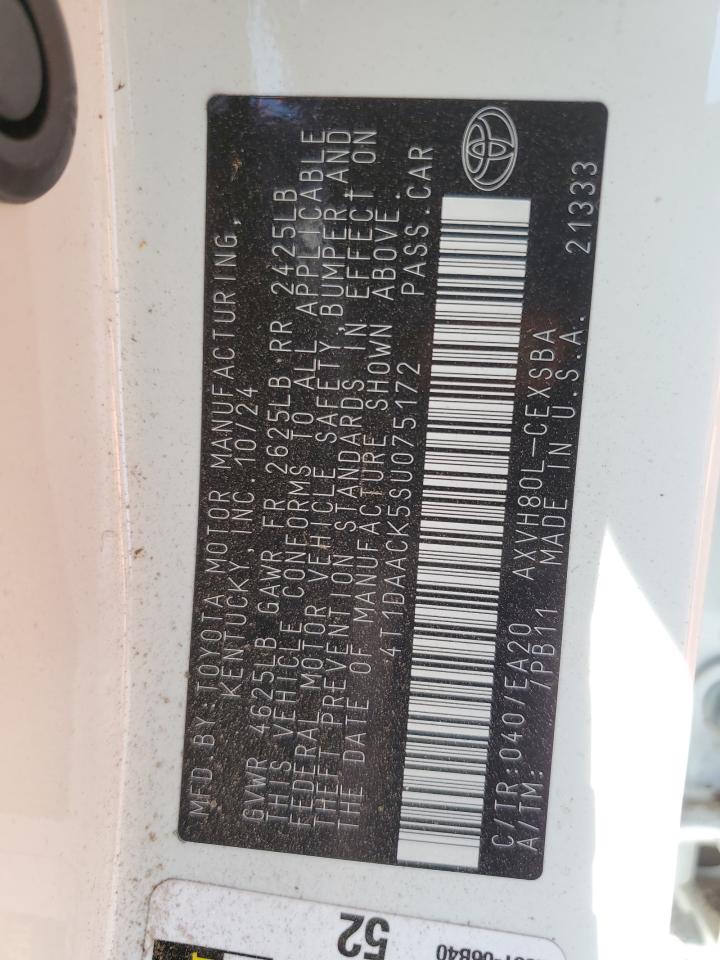 MFD. BY: TOYOTA MOTOR MANUFACTURING,
KENTUCKY, INC. 10/24
GVWR 4625LB GAWR FR 2625LB RR 2425LB
THIS VEHICLE CONFORMS TO ALL APPLICABLE
FEDERAL MOTOR VEHICLE SAFETY, BUMPER AND
THEFT PREVENTION STANDARDS IN EFFECT ON
THE DATE OF MANUFACTURE SHOWN ABOVE.
4T1DAACK5SU075172 PASS.CAR
C/TR:040/EA20 AXVH80L-CEXSBA
A/TM: /PB11 MADE IN U.S.A. 21333
52